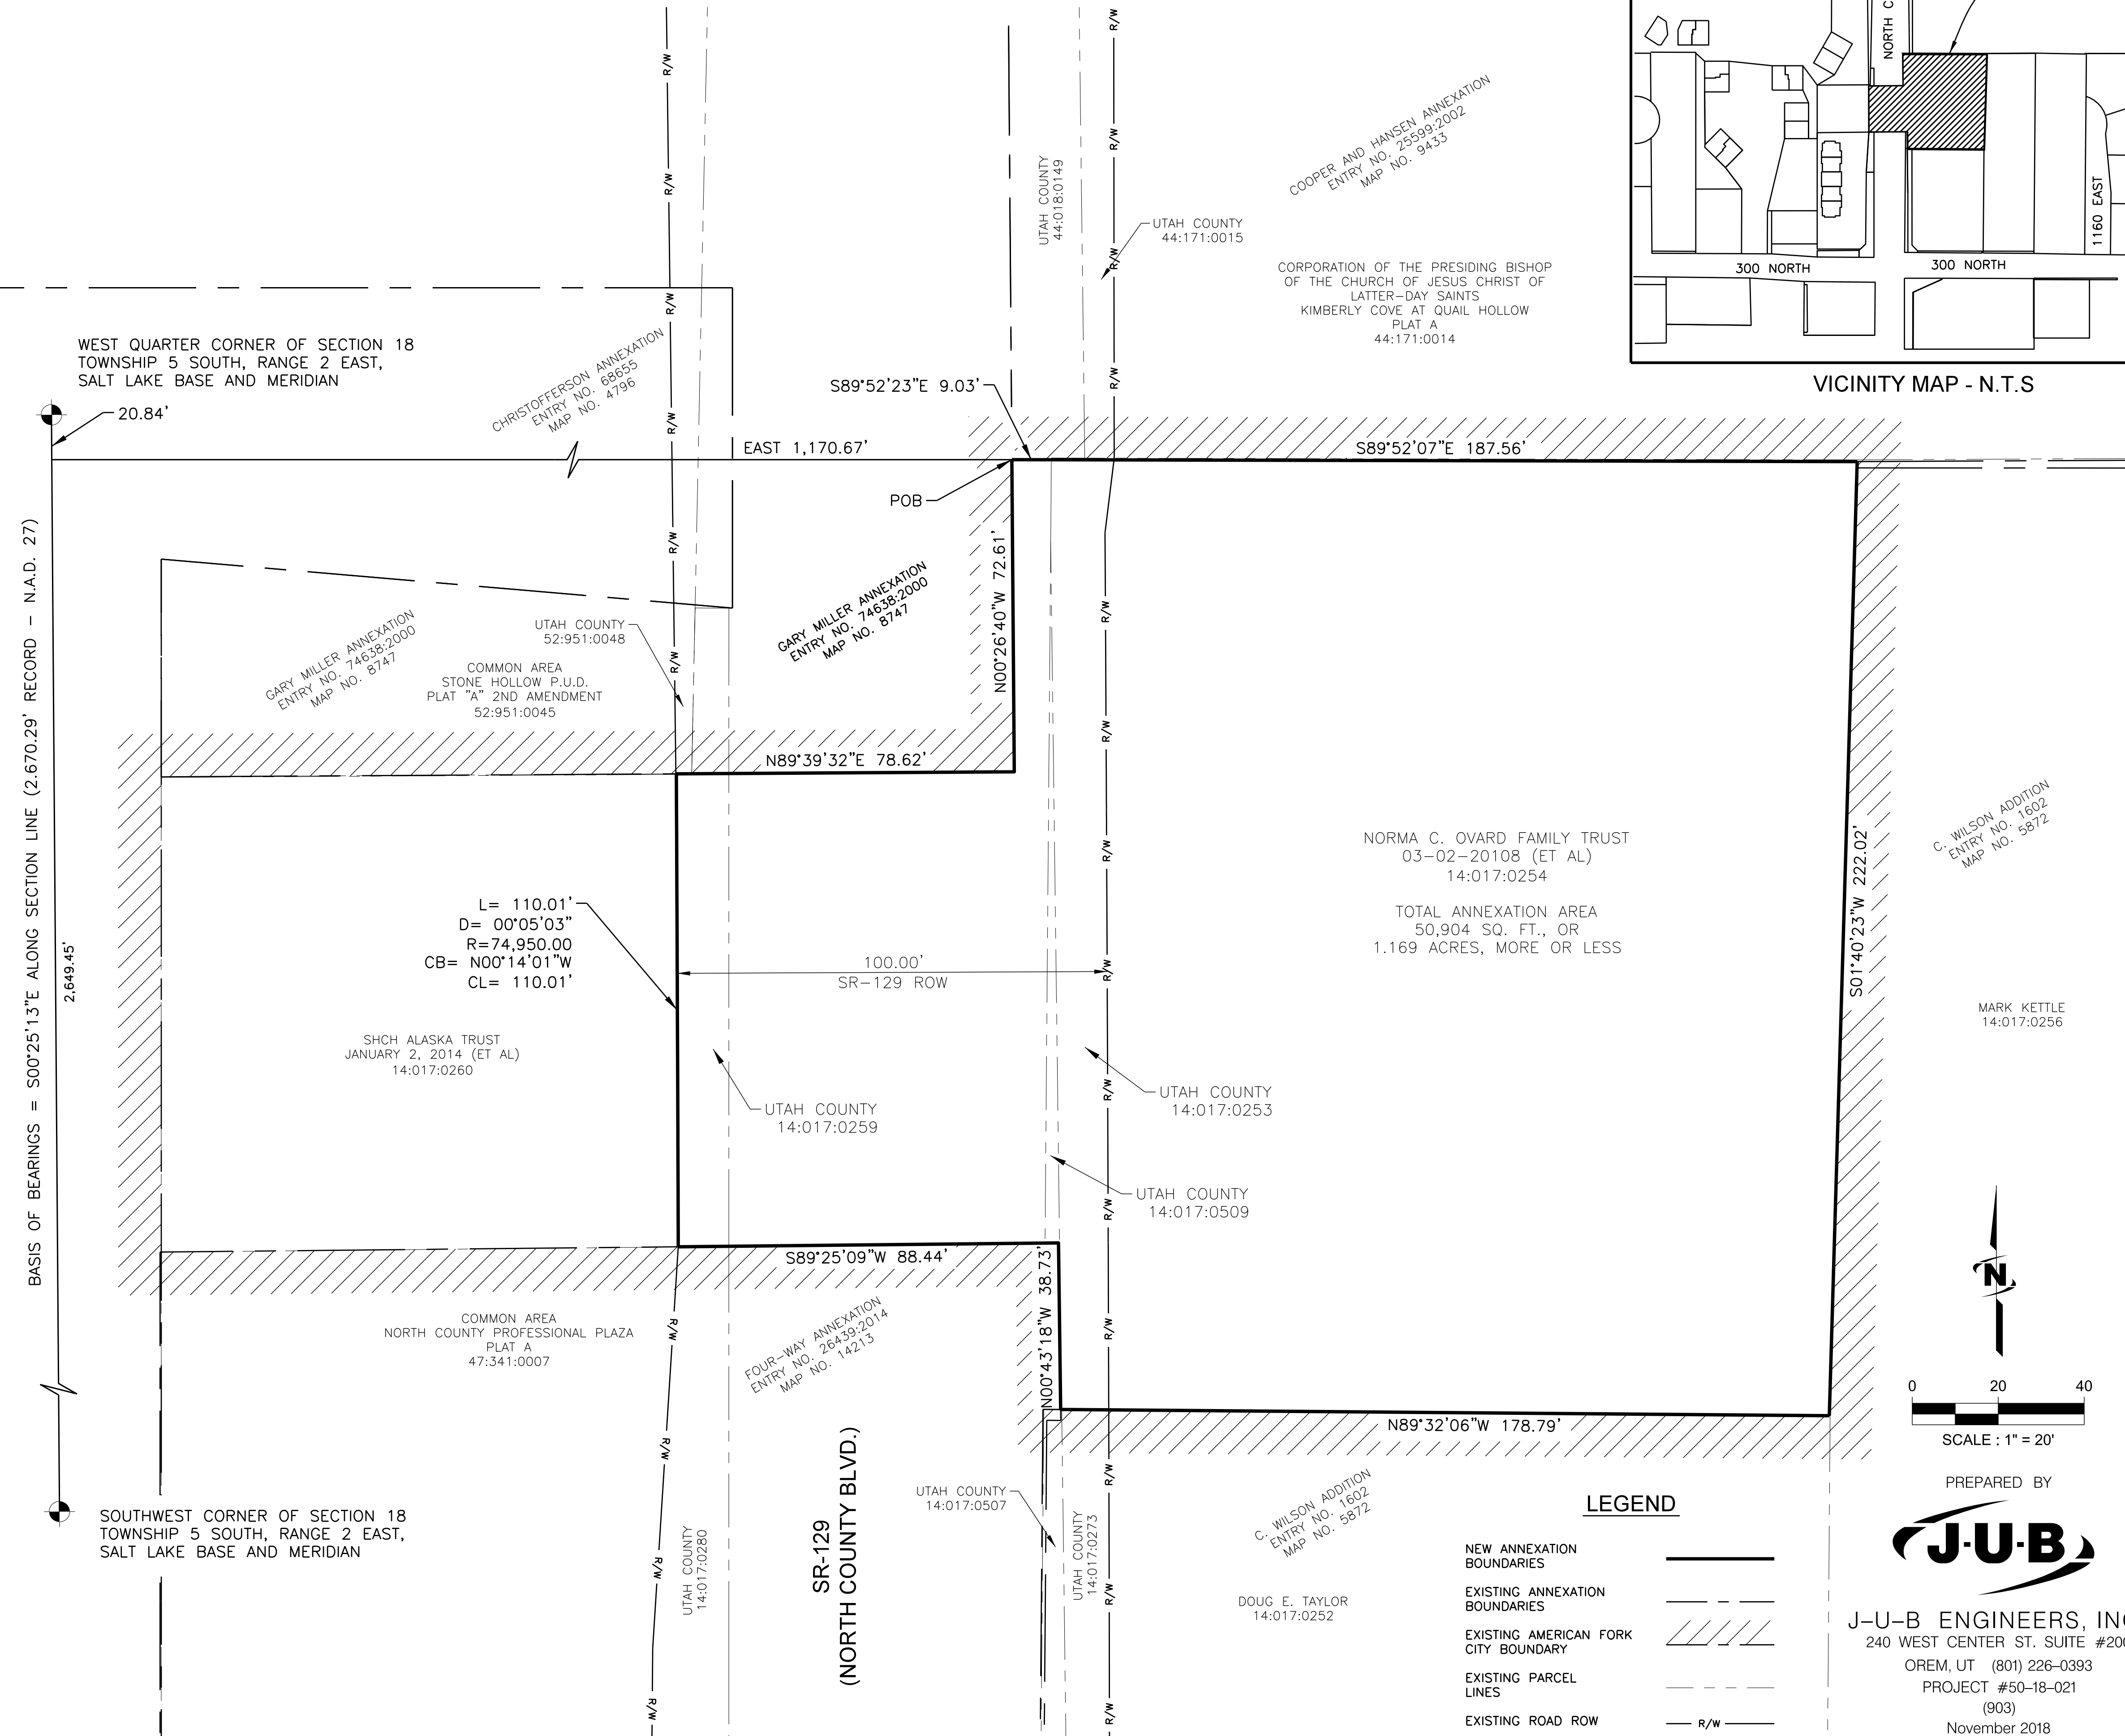 R/W
R/W
R/W
R/W
R/W
R/W
R/W
R/W
R/W
R/W
R/W
UTAH COUNTY
44:018:0149
UTAH COUNTY
44:171:0015
COOPER AND HANSEN ANNEXATION
ENTRY NO. 25599:2002
MAP NO. 9433
CORPORATION OF THE PRESIDING BISHOP
OF THE CHURCH OF JESUS CHRIST OF
LATTER-DAY SAINTS
KIMBERLY COVE AT QUAIL HOLLOW
PLAT A
44:171:0014
NORTH C
1160 EAST
300 NORTH
300 NORTH
VICINITY MAP - N.T.S
WEST QUARTER CORNER OF SECTION 18
TOWNSHIP 5 SOUTH, RANGE 2 EAST,
SALT LAKE BASE AND MERIDIAN
20.84'
CHRISTOFFERSON ANNEXATION
ENTRY NO. 68655
MAP NO. 4796
S89°52'23"E 9.03'
EAST 1,170.67'
S89°52'07"E 187.56'
POB
N00°26'40"W 72.61'
BASIS OF BEARINGS = S00°25'13"E ALONG SECTION LINE (2,670.29' RECORD - N.A.D. 27)
2,649.45'
GARY MILLER ANNEXATION
ENTRY NO. 74638:2000
MAP NO. 8747
GARY MILLER ANNEXATION
ENTRY NO. 74638:2000
MAP NO. 8747
UTAH COUNTY
52:951:0048
COMMON AREA
STONE HOLLOW P.U.D.
PLAT "A" 2ND AMENDMENT
52:951:0045
R/W
R/W
N89°39'32"E 78.62'
R/W
R/W
R/W
R/W
R/W
R/W
L= 110.01'
D= 00°05'03"
R=74,950.00
CB= N00°14'01"W
CL= 110.01'
100.00'
SR-129 ROW
NORMA C. OVARD FAMILY TRUST
03-02-20108 (ET AL)
14:017:0254
TOTAL ANNEXATION AREA
50,904 SQ. FT., OR
1.169 ACRES, MORE OR LESS
S01°40'23"W 222.02'
C. WILSON ADDITION
ENTRY NO. 1602
MAP NO. 5872
MARK KETTLE
14:017:0256
SHCH ALASKA TRUST
JANUARY 2, 2014 (ET AL)
14:017:0260
UTAH COUNTY
14:017:0259
UTAH COUNTY
14:017:0253
UTAH COUNTY
14:017:0509
S89°25'09"W 88.44'
N00°43'18"W 38.73'
N89°32'06"W 178.79'
COMMON AREA
NORTH COUNTY PROFESSIONAL PLAZA
PLAT A
47:341:0007
FOUR-WAY ANNEXATION
ENTRY NO. 26439:2014
MAP NO. 14213
R/W
R/W
R/W
R/W
R/W
R/W
R/W
SOUTHWEST CORNER OF SECTION 18
TOWNSHIP 5 SOUTH, RANGE 2 EAST,
SALT LAKE BASE AND MERIDIAN
UTAH COUNTY
14:017:0280
SR-129
(NORTH COUNTY BLVD.)
UTAH COUNTY
14:017:0507
UTAH COUNTY
14:017:0273
C. WILSON ADDITION
ENTRY NO. 1602
MAP NO. 5872
DOUG E. TAYLOR
14:017:0252
LEGEND
NEW ANNEXATION
BOUNDARIES
EXISTING ANNEXATION
BOUNDARIES
EXISTING AMERICAN FORK
CITY BOUNDARY
EXISTING PARCEL
LINES
EXISTING ROAD ROW
R/W
N
0 20 40
SCALE : 1" = 20'
PREPARED BY
J·U·B
J-U-B ENGINEERS, IN
240 WEST CENTER ST. SUITE #20
OREM, UT (801) 226-0393
PROJECT #50-18-021
(903)
November 2018